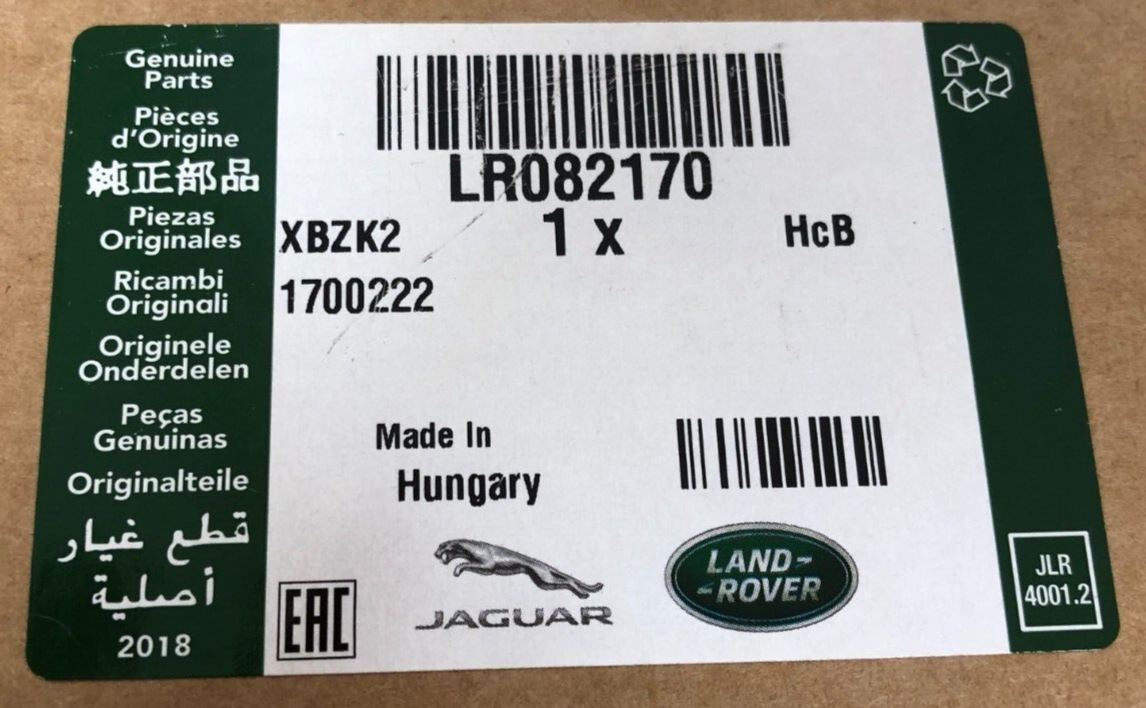 Genuine
Parts
Pièces
d'Origine
純正部品
Piezas
Originales
Ricambi
Originali
Originele
Onderdelen
Peças
Genuinas
Originalteile
قطع غيار
أصلية
2018
LR082170
XBZK2
1 x
HcB
1700222
Made In
Hungary
EAC
JAGUAR
LAND-
-ROVER
JLR
4001.2